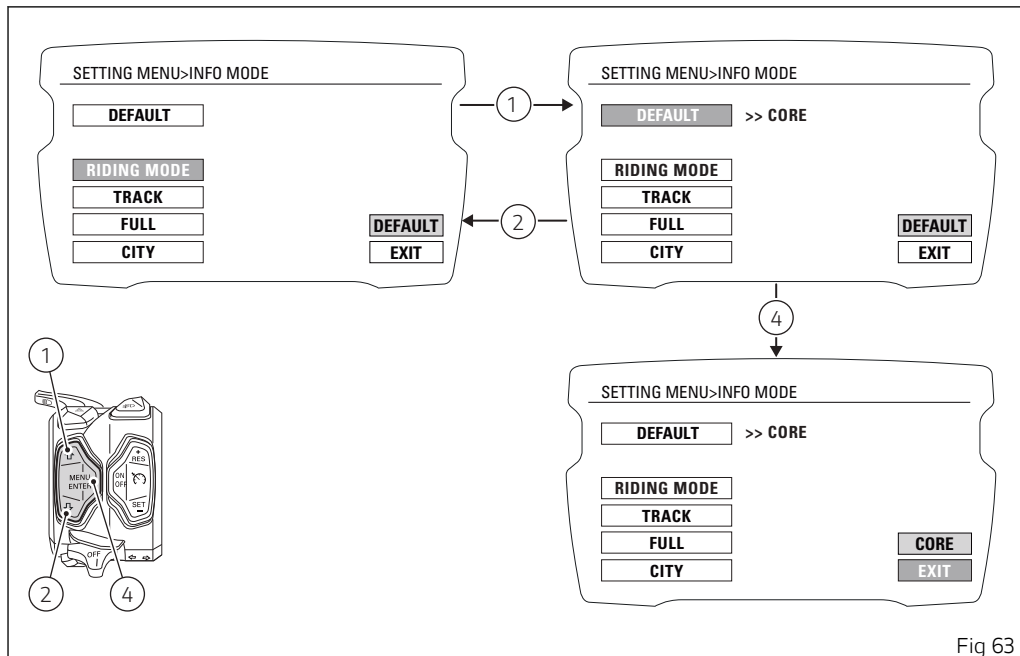 SETTING MENU>INFO MODE
DEFAULT
RIDING MODE
TRACK
FULL
CITY
DEFAULT
EXIT
1
2
SETTING MENU>INFO MODE
DEFAULT >> CORE
RIDING MODE
TRACK
FULL
CITY
DEFAULT
EXIT
4
SETTING MENU>INFO MODE
DEFAULT >> CORE
RIDING MODE
TRACK
FULL
CITY
CORE
EXIT
1
MENU
ENTER
ON
OFF
+
RES
SET
-
OFF
2
4
Fig 63